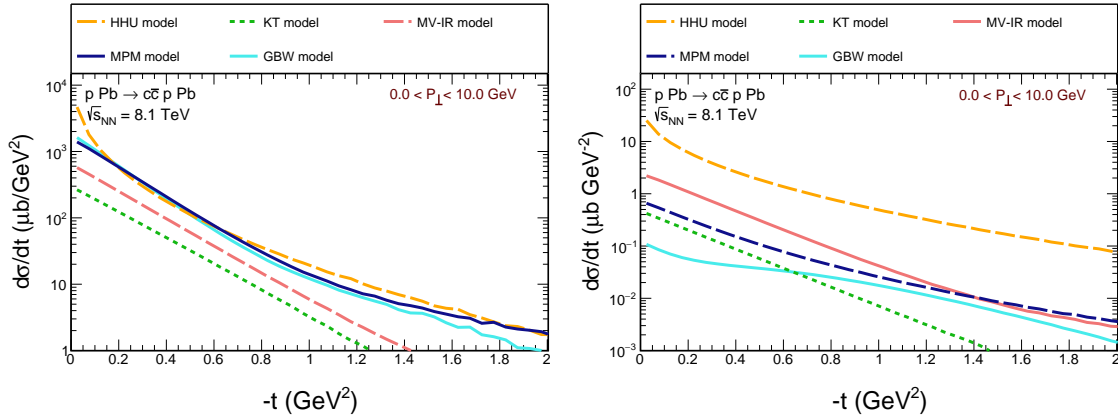 HHU model KT model MV-IR model
MPM model GBW model
p Pb → cc̄ p Pb
0.0 < P⊥ < 10.0 GeV
√s_NN = 8.1 TeV
dσ/dt (μb/GeV²)
10⁴
10³
10²
10
1
0 0.2 0.4 0.6 0.8 1 1.2 1.4 1.6 1.8 2
-t (GeV²)
HHU model KT model MV-IR model
MPM model GBW model
p Pb → cc̄ p Pb
0.0 < P⊥ < 10.0 GeV
√s_NN = 8.1 TeV
dσ/dt (μb GeV⁻²)
10²
10
1
10⁻¹
10⁻²
10⁻³
0 0.2 0.4 0.6 0.8 1 1.2 1.4 1.6 1.8 2
-t (GeV²)